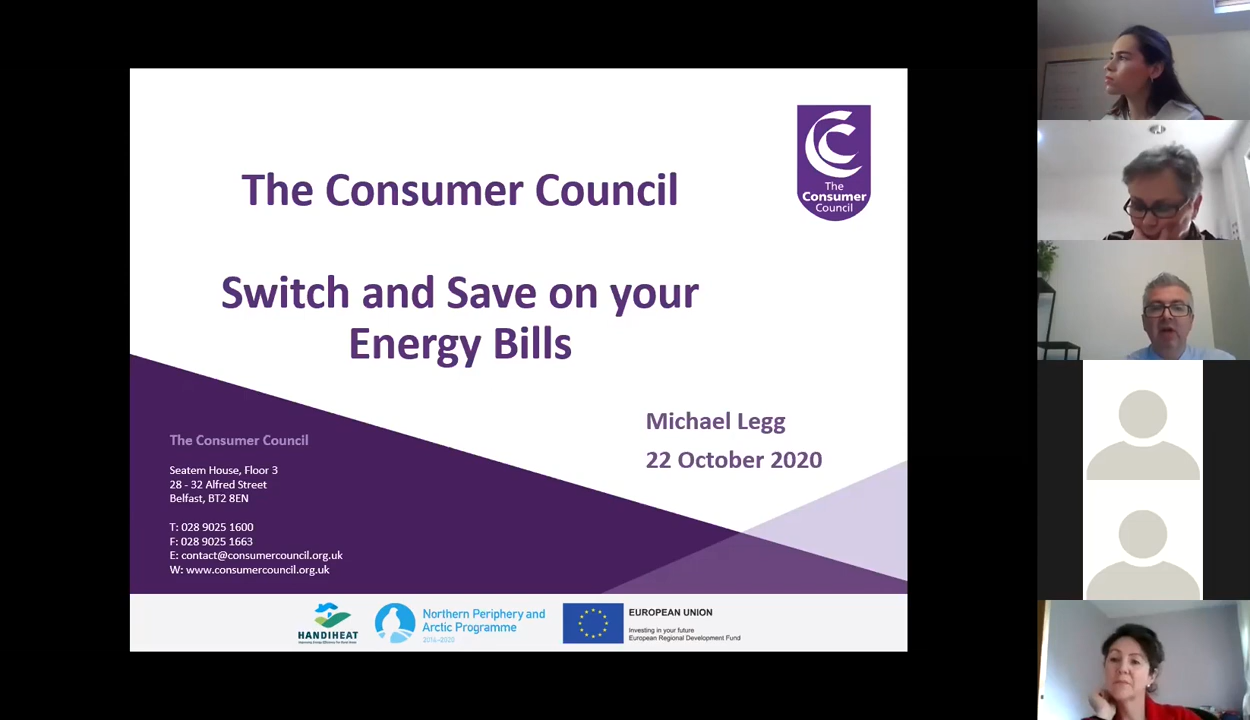 The Consumer Council
Switch and Save on your
Energy Bills
The
Consumer
Council
Michael Legg
22 October 2020
The Consumer Council
Seatem House, Floor 3
28 - 32 Alfred Street
Belfast, BT2 8EN
T: 028 9025 1600
F: 028 9025 1663
E: contact@consumercouncil.org.uk
W: www.consumercouncil.org.uk
HANDIHEAT
Northern Periphery and
Arctic Programme
2014–2020
EUROPEAN UNION
Investing in your future
European Regional Development Fund